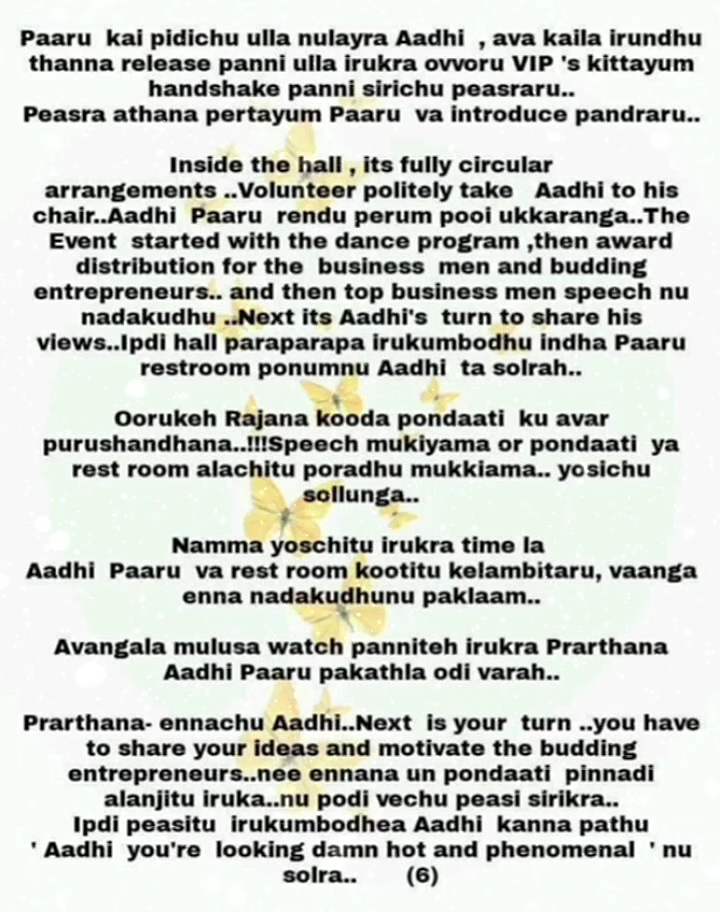 Paaru kai pidichu ulla nulayra Aadhi , ava kaila irundhu
thanna release panni ulla irukra ovvoru VIP 's kittayum
handshake panni sirichu peasraru..
Peasra athana pertayum Paaru va introduce pandraru..
Inside the hall , its fully circular
arrangements ..Volunteer politely take Aadhi to his
chair..Aadhi Paaru rendu perum pooi ukkaranga..The
Event started with the dance program ,then award
distribution for the business men and budding
entrepreneurs.. and then top business men speech nu
nadakudhu ..Next its Aadhi's turn to share his
views..Ipdi hall paraparapa irukumbodhu indha Paaru
restroom ponumnu Aadhi ta solrah..
Oorukeh Rajana kooda pondaati ku avar
purushandhana..!!!Speech mukiyama or pondaati ya
rest room alachitu poradhu mukkiama.. yosichu
sollunga..
Namma yoschitu irukra time la
Aadhi Paaru va rest room kootitu kelambitaru, vaanga
enna nadakudhunu paklaam..
Avangala mulusa watch panniteh irukra Prarthana
Aadhi Paaru pakathla odi varah..
Prarthana- ennachu Aadhi..Next is your turn ..you have
to share your ideas and motivate the budding
entrepreneurs..nee ennana un pondaati pinnadi
alanjitu iruka..nu podi vechu peasi sirikra..
Ipdi peasitu irukumbodhea Aadhi kanna pathu
' Aadhi you're looking damn hot and phenomenal ' nu
solra.. (6)